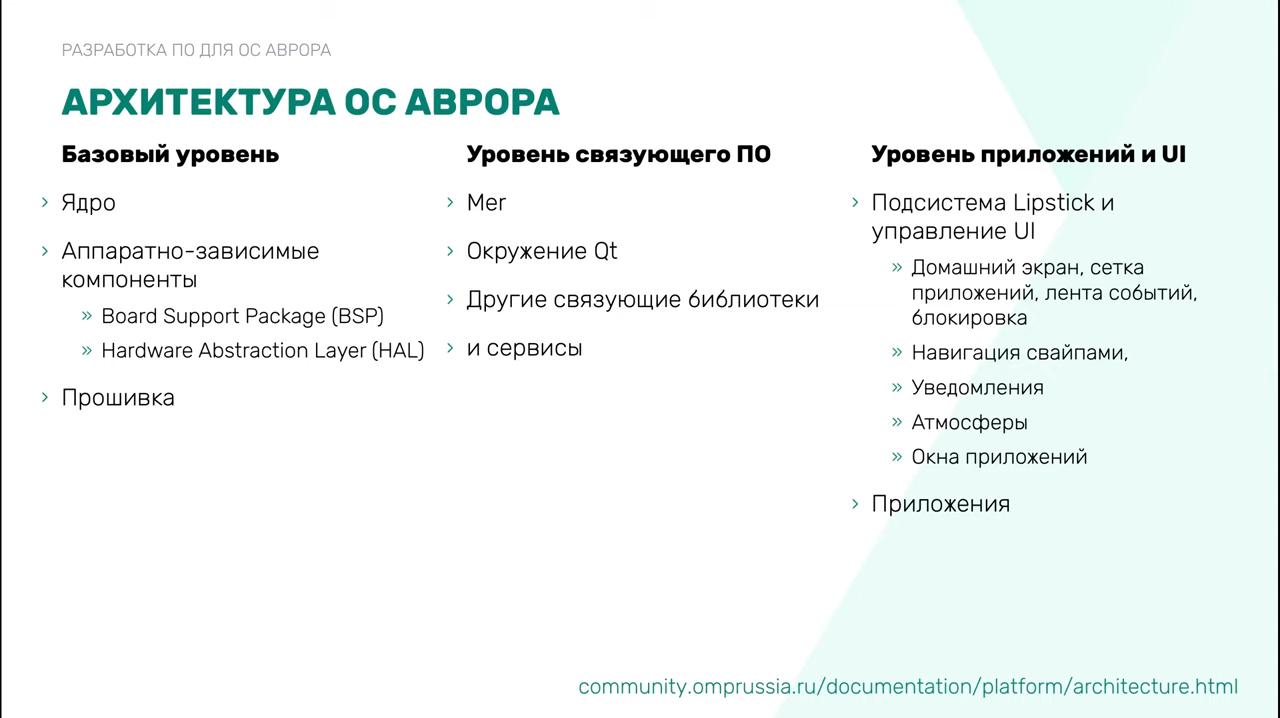 РАЗРАБОТКА ПО ДЛЯ ОС АВРОРА
АРХИТЕКТУРА ОС АВРОРА
Базовый уровень
› Ядро
› Аппаратно-зависимые
компоненты
» Board Support Package (BSP)
» Hardware Abstraction Layer (HAL)
› Прошивка
Уровень связующего ПО
› Mer
› Окружение Qt
› Другие связующие библиотеки
› и сервисы
Уровень приложений и UI
› Подсистема Lipstick и
управление UI
» Домашний экран, сетка
приложений, лента событий,
блокировка
» Навигация свайпами,
» Уведомления
» Атмосферы
» Окна приложений
› Приложения
community.omprussia.ru/documentation/platform/architecture.html